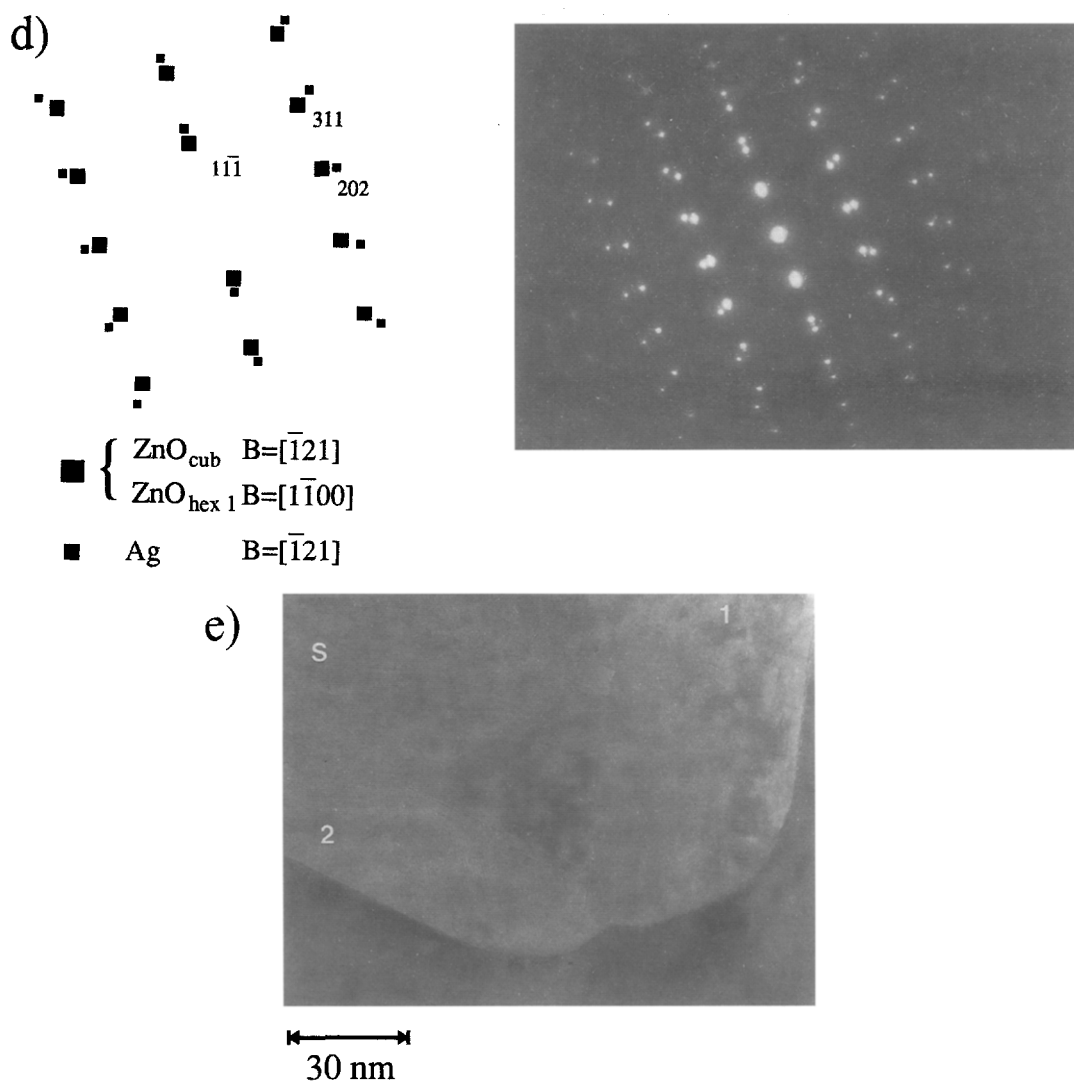 d)
311
11̅1̅
202
ZnO_cub B=[1̅21]
ZnO_hex 1 B=[11̅00]
Ag B=[1̅21]
e)
1
S
2
30 nm